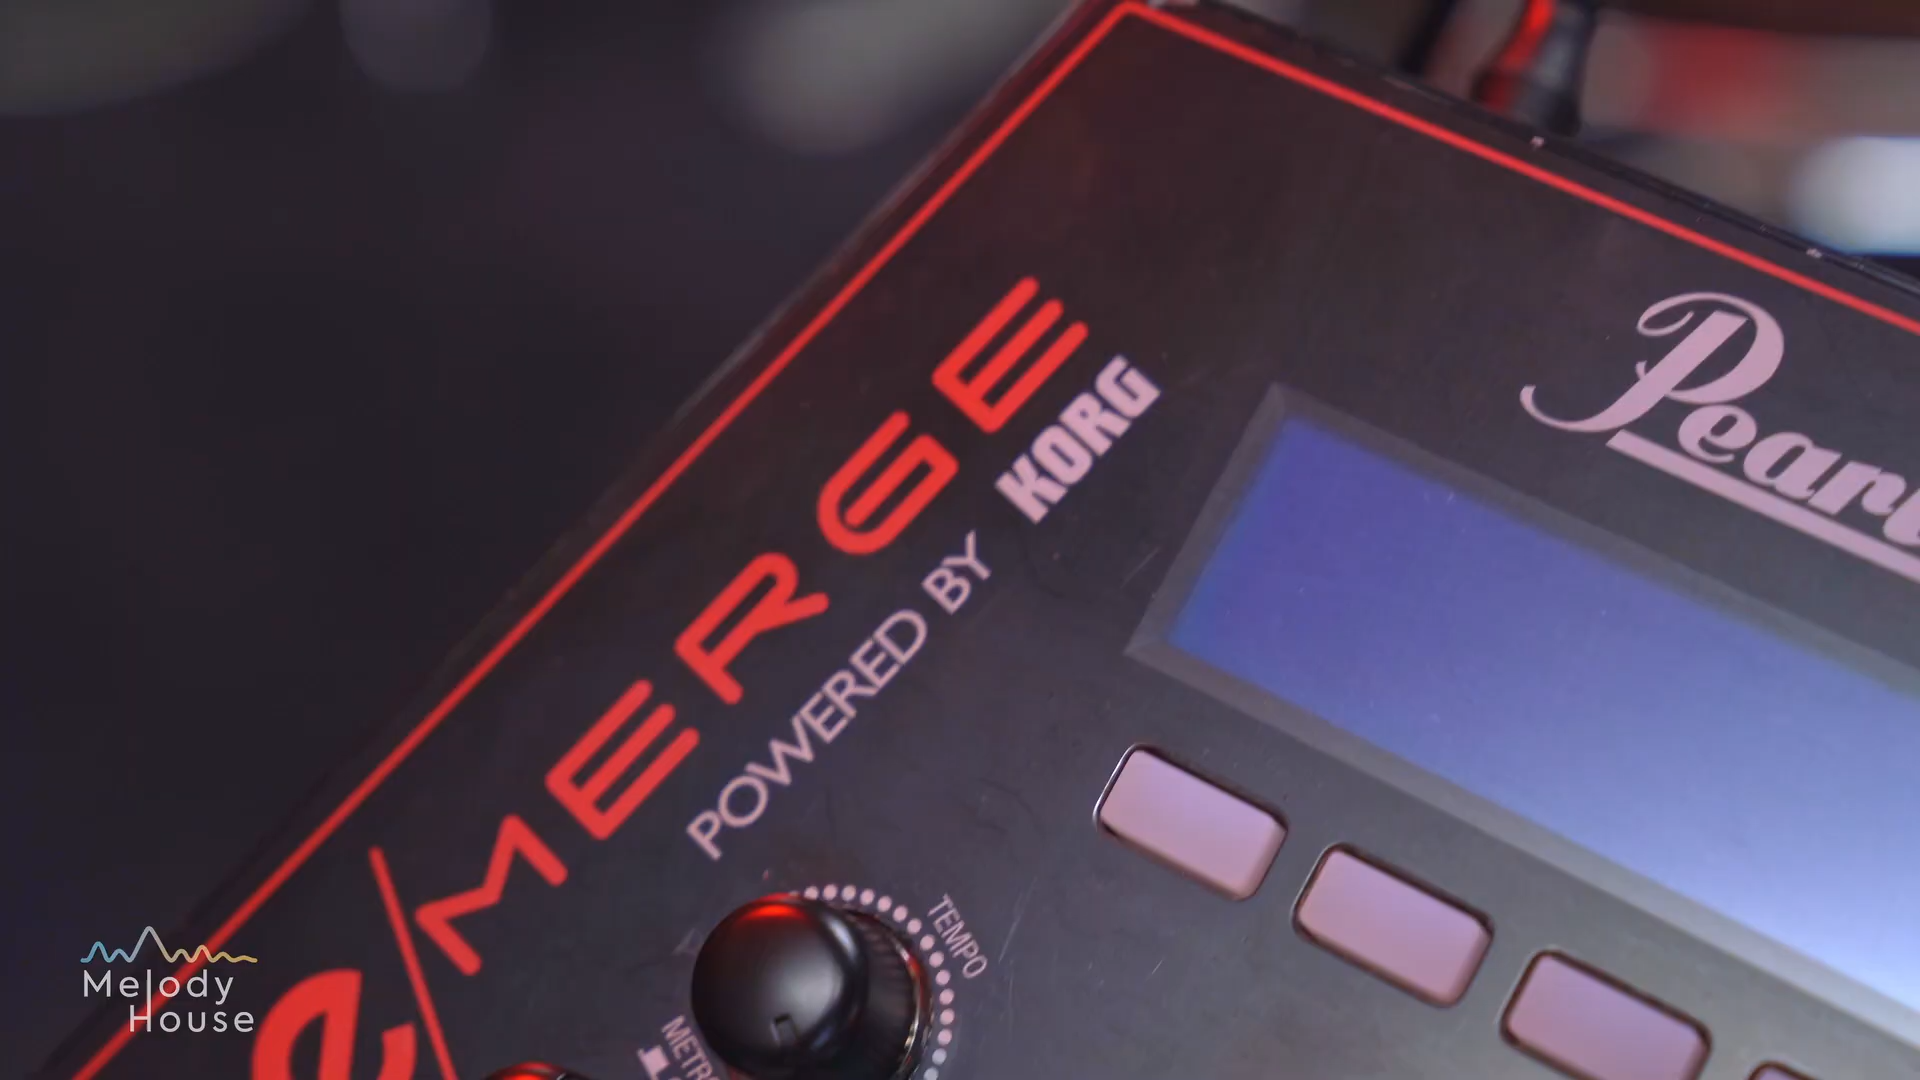 e/MERGE
POWERED BY KORG
Pearl
TEMPO
Melody
House